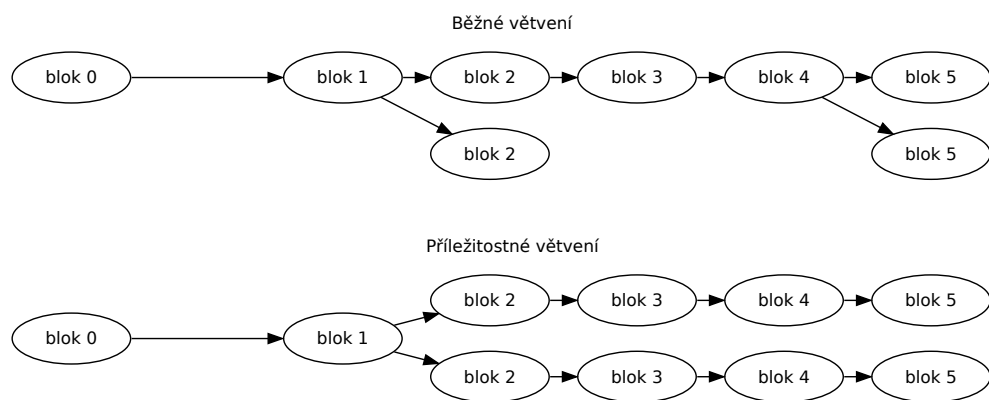 Běžné větvení
blok 0 blok 1 blok 2 blok 3 blok 4 blok 5
blok 2 blok 5
Příležitostné větvení
blok 2 blok 3 blok 4 blok 5
blok 0 blok 1
blok 2 blok 3 blok 4 blok 5